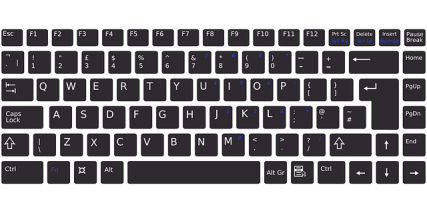 Esc F1 F2 F3 F4 F5 F6 F7 F8 F9 F10 F11 F12 Prt Sc Delete Insert Pause Break
! 1 " 2 £ 3 $ 4 % 5 ^ 6 & 7 * 8 ( 9 ) 0 _ - + = Home
Q W E R T Y U I O P { [ } ] PgUp
Caps Lock A S D F G H J K L : ; @ ' ~ # PgDn
| \ Z X C V B N M < , > . ? / End
Ctrl Fn Alt Alt Gr Ctrl